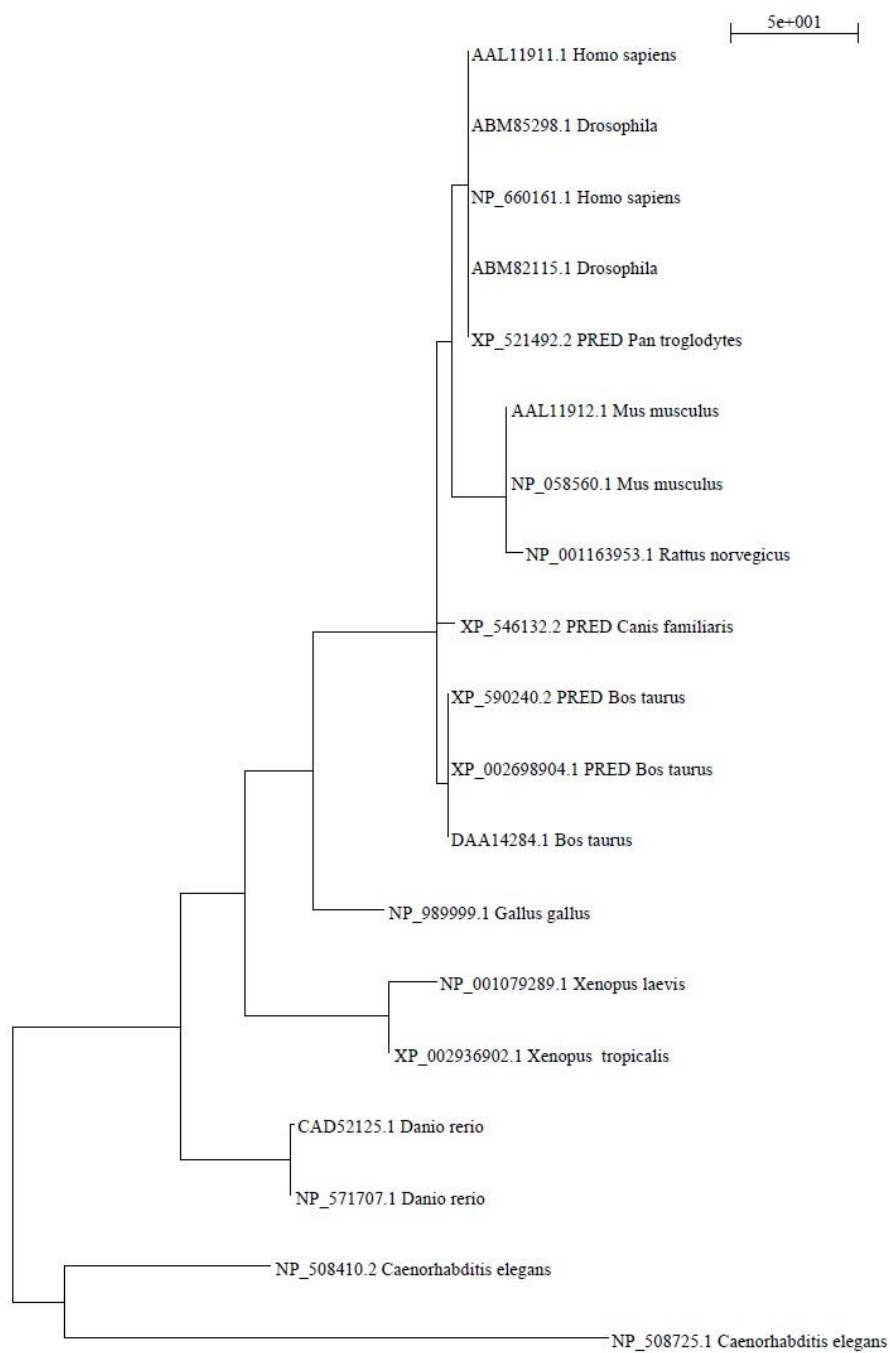 5e+001
AAL11911.1 Homo sapiens
ABM85298.1 Drosophila
NP_660161.1 Homo sapiens
ABM82115.1 Drosophila
XP_521492.2 PRED Pan troglodytes
AAL11912.1 Mus musculus
NP_058560.1 Mus musculus
NP_001163953.1 Rattus norvegicus
XP_546132.2 PRED Canis familiaris
XP_590240.2 PRED Bos taurus
XP_002698904.1 PRED Bos taurus
DAA14284.1 Bos taurus
NP_989999.1 Gallus gallus
NP_001079289.1 Xenopus laevis
XP_002936902.1 Xenopus  tropicalis
CAD52125.1 Danio rerio
NP_571707.1 Danio rerio
NP_508410.2 Caenorhabditis elegans
NP_508725.1 Caenorhabditis elegans